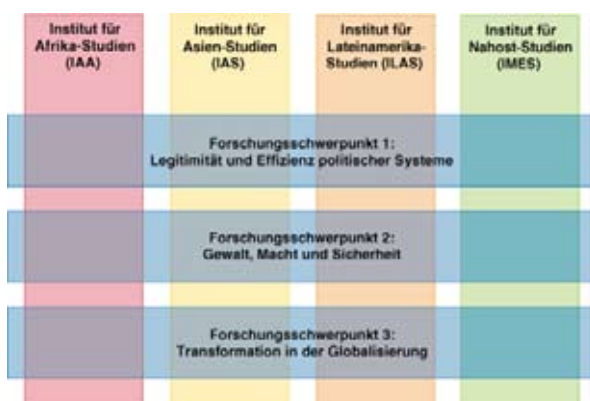 Institut für
Afrika-Studien
(IAA)
Institut für
Asien-Studien
(IAS)
Institut für
Lateinamerika-
Studien (ILAS)
Institut für
Nahost-Studien
(IMES)
Forschungsschwerpunkt 1:
Legitimität und Effizienz politischer Systeme
Forschungsschwerpunkt 2:
Gewalt, Macht und Sicherheit
Forschungsschwerpunkt 3:
Transformation in der Globalisierung